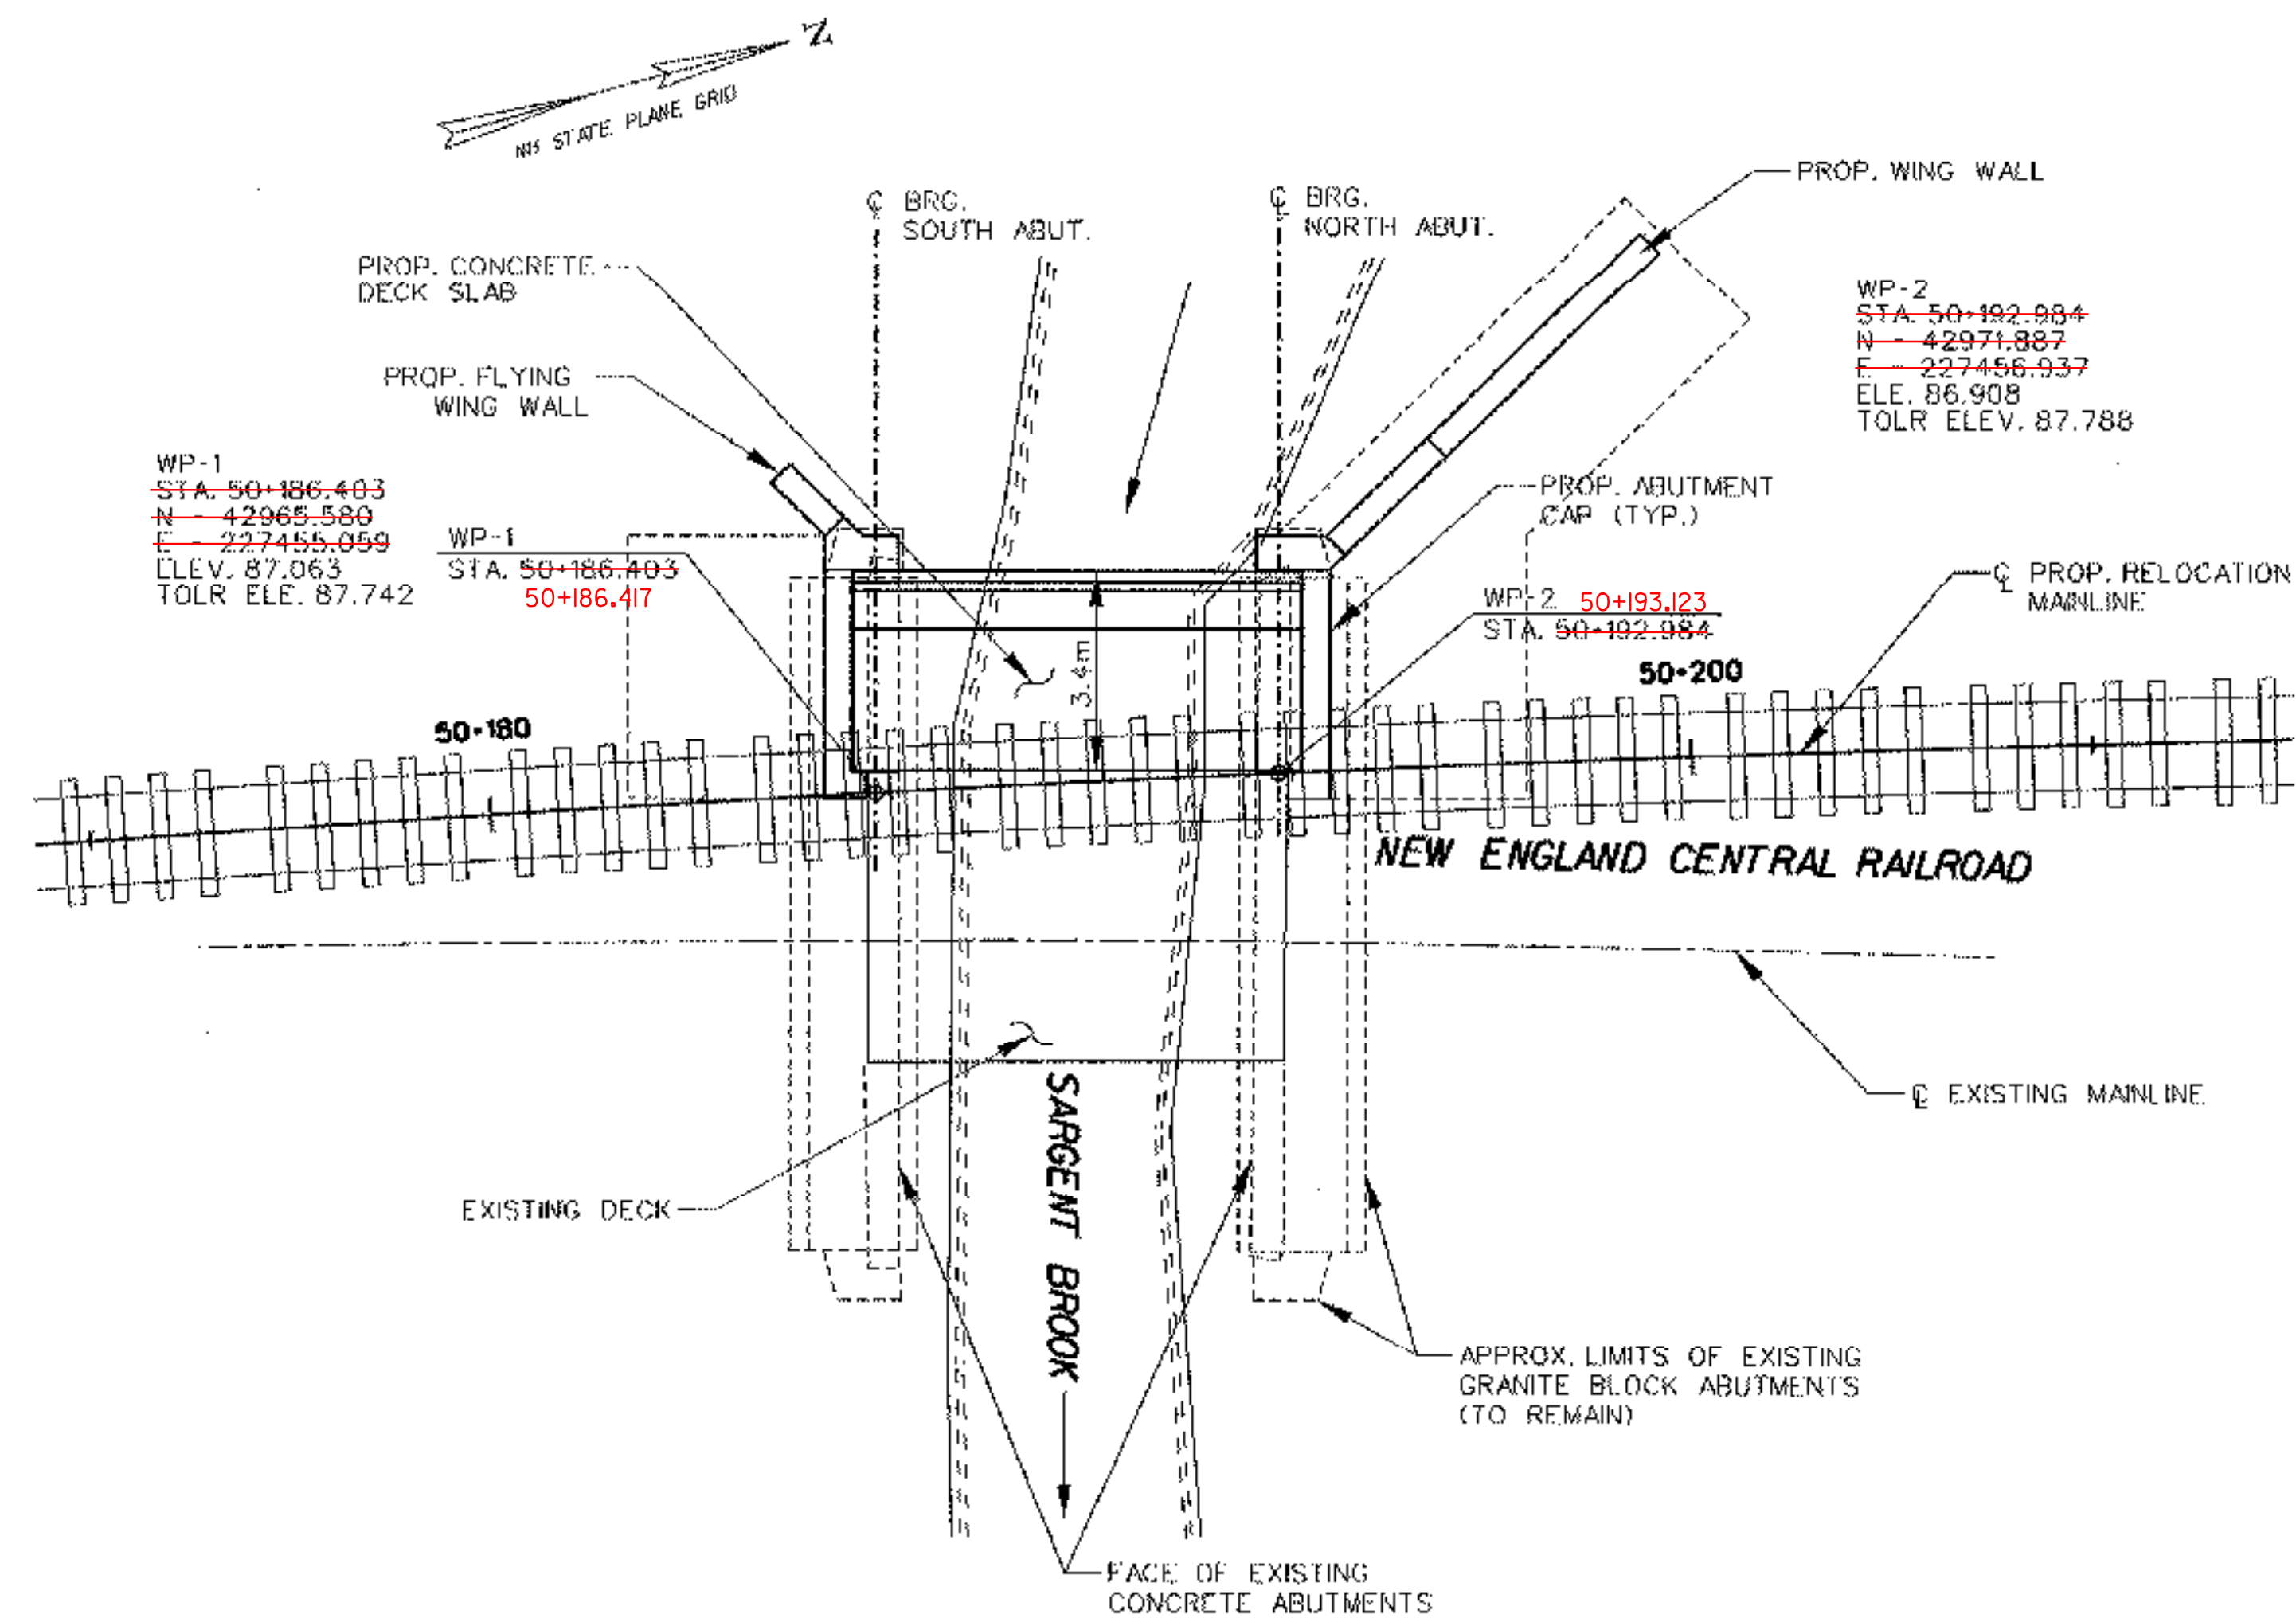 N
STATE PLANE GRID
PROP. WING WALL
℄ BRG.
SOUTH ABUT.
℄ BRG.
NORTH ABUT.
PROP. CONCRETE
DECK SLAB
WP-2
STA. 50+192.984
N - 42971.887
E - 227456.937
ELE. 86.908
TOLR ELEV. 87.788
PROP. FLYING
WING WALL
WP-1
STA. 50+186.403
N - 42965.580
E - 227455.059
ELEV. 87.063
TOLR ELE. 87.742
WP-1
STA. 50+186.403
50+186.417
PROP. ABUTMENT
CAP (TYP.)
℄ PROP. RELOCATION
MAINLINE
WP-2 50+193.123
STA. 50+192.984
3.4m
50+200
50+180
NEW ENGLAND CENTRAL RAILROAD
℄ EXISTING MAINLINE
SARGENT BROOK
EXISTING DECK
APPROX. LIMITS OF EXISTING
GRANITE BLOCK ABUTMENTS
(TO REMAIN)
FACE OF EXISTING
CONCRETE ABUTMENTS